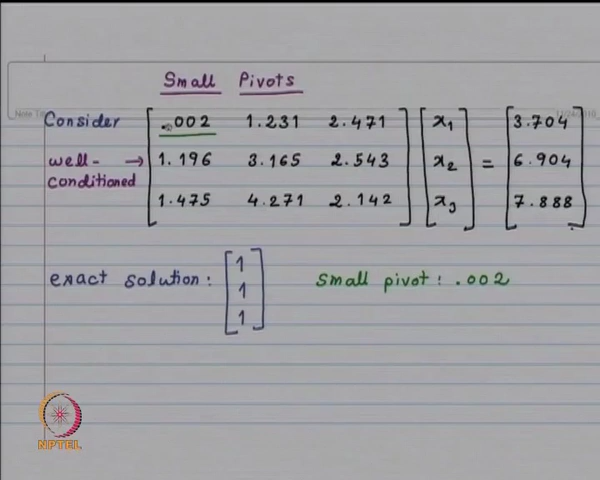 Small Pivots
Consider [.002 1.231 2.471] [x₁] = [3.704]
well- → [1.196 3.165 2.543] [x₂] = [6.904]
conditioned
[1.475 4.271 2.142] [x₃] [7.888]
exact solution: [1 1 1] small pivot: .002
NPTEL